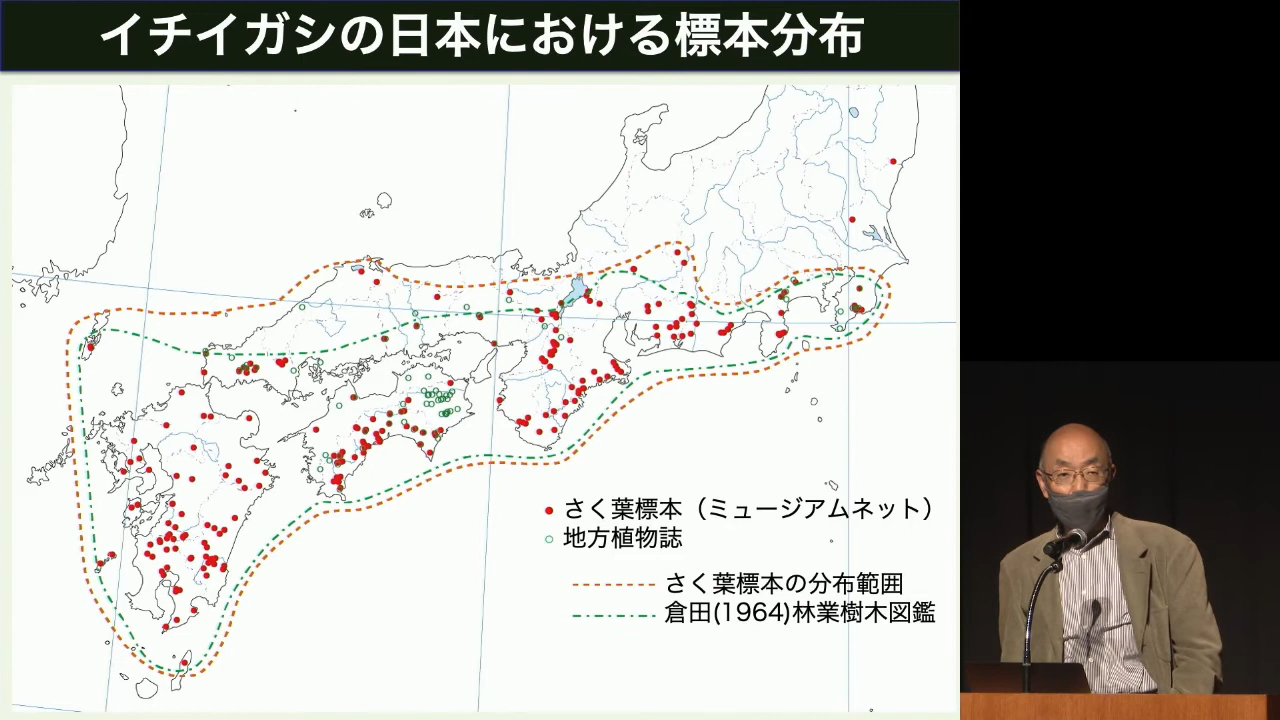 イチイガシの日本における標本分布
さく葉標本（ミュージアムネット）
地方植物誌
さく葉標本の分布範囲
倉田(1964)林業樹木図鑑